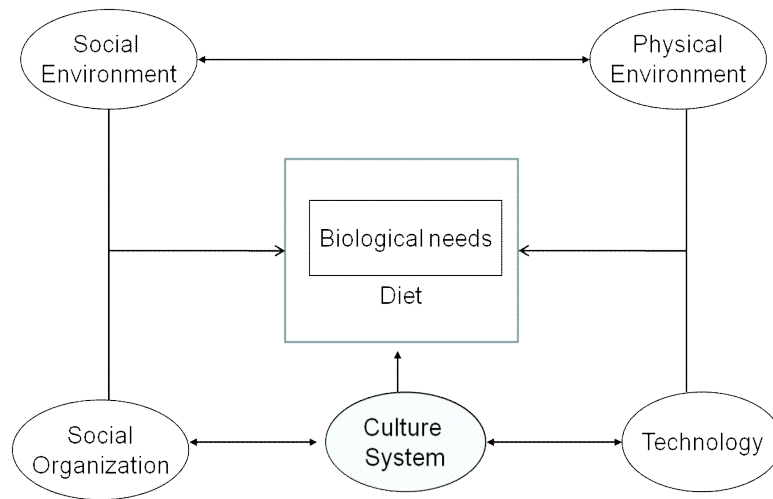 Social
Environment
Physical
Environment
Biological needs
Diet
Social
Organization
Culture
System
Technology